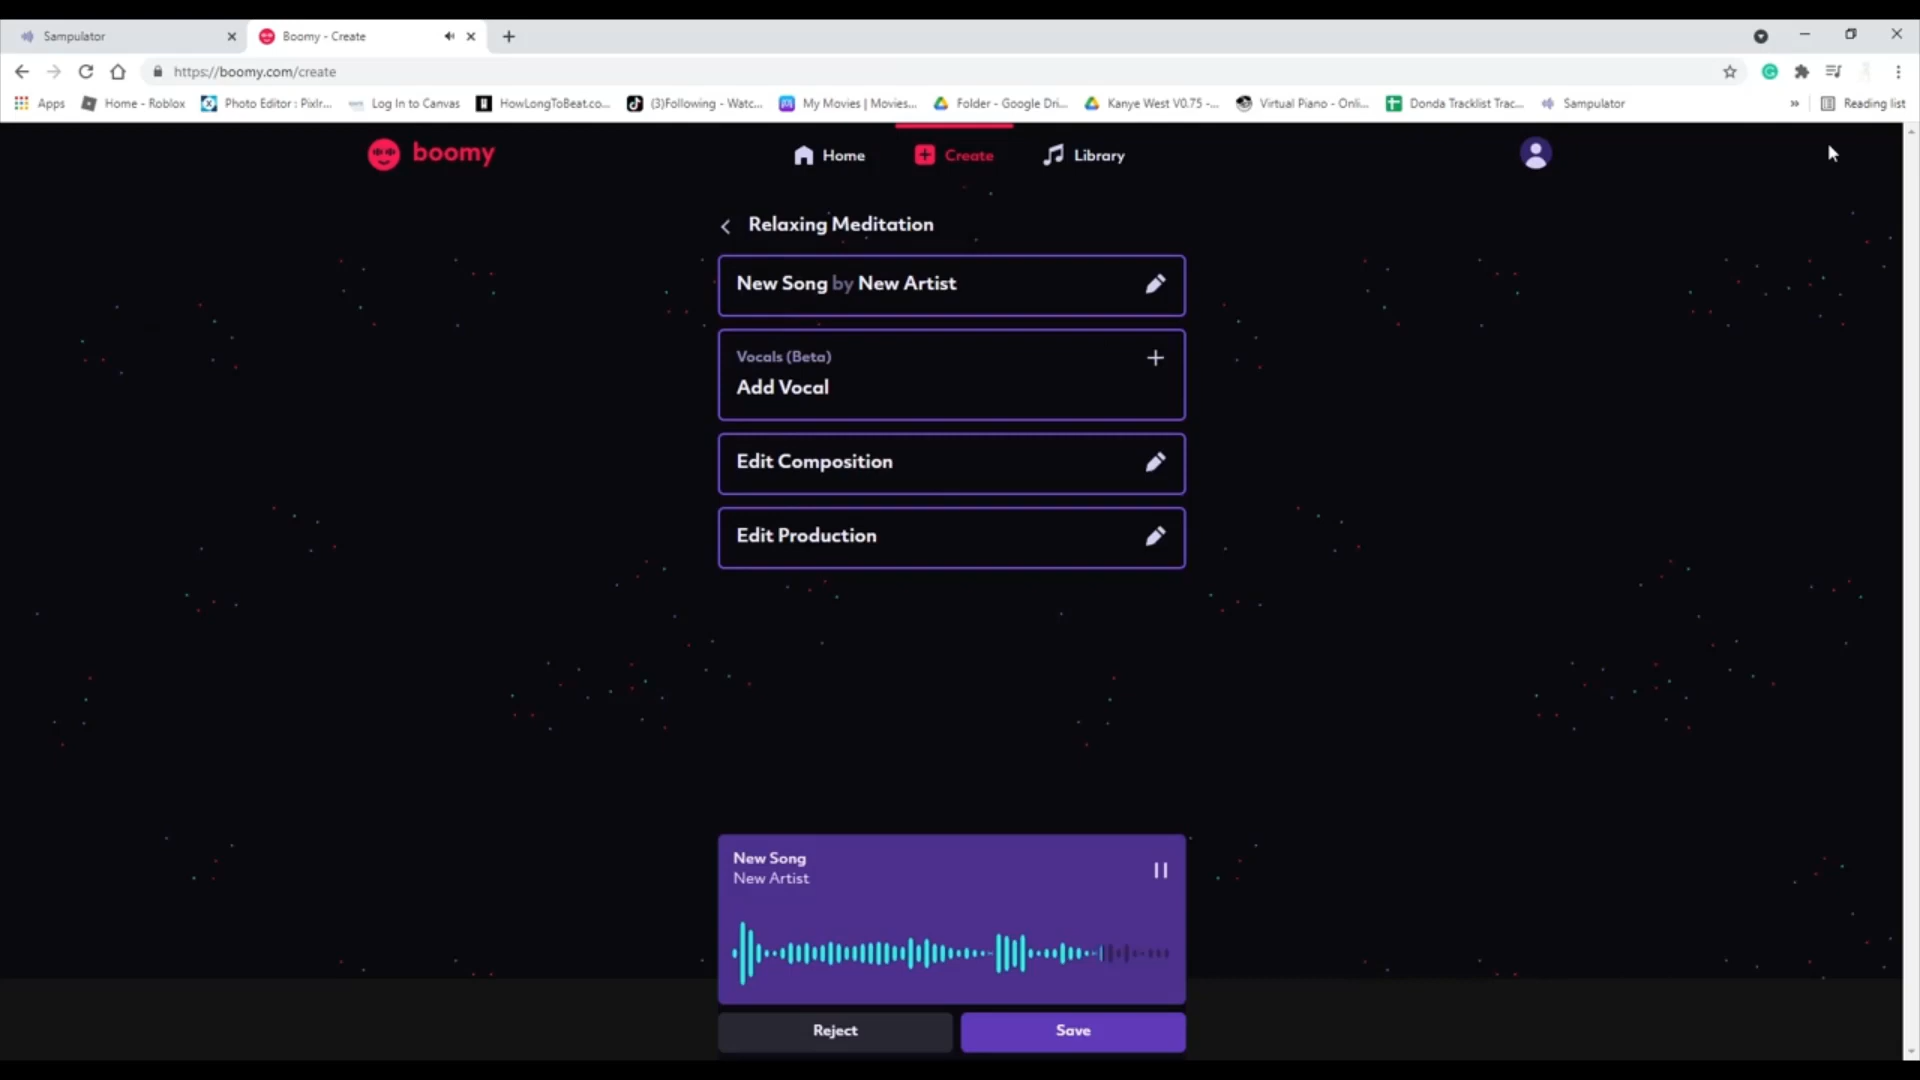 Sampulator
Boomy - Create
https://boomy.com/create
Apps
Home - Roblox
Photo Editor : Pixlr...
Log In to Canvas
HowLongToBeat.co...
(3)Following - Watc...
My Movies | Movies...
Folder - Google Dri...
Kanye West V0.75 -...
Virtual Piano - Onli...
Donda Tracklist Trac...
Sampulator
»
Reading list
boomy
Home
Create
Library
Relaxing Meditation
New Song by New Artist
Vocals (Beta)
Add Vocal
Edit Composition
Edit Production
New Song
New Artist
Reject
Save